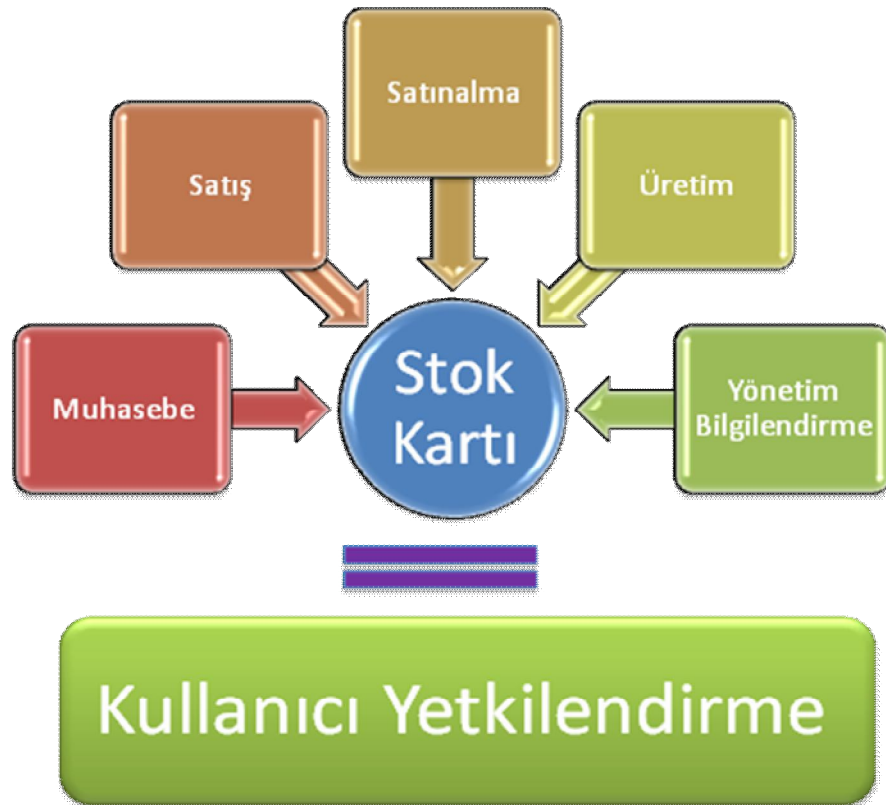 Satınalma
Satış
Üretim
Muhasebe
Stok
Kartı
Yönetim
Bilgilendirme
Kullanıcı Yetkilendirme